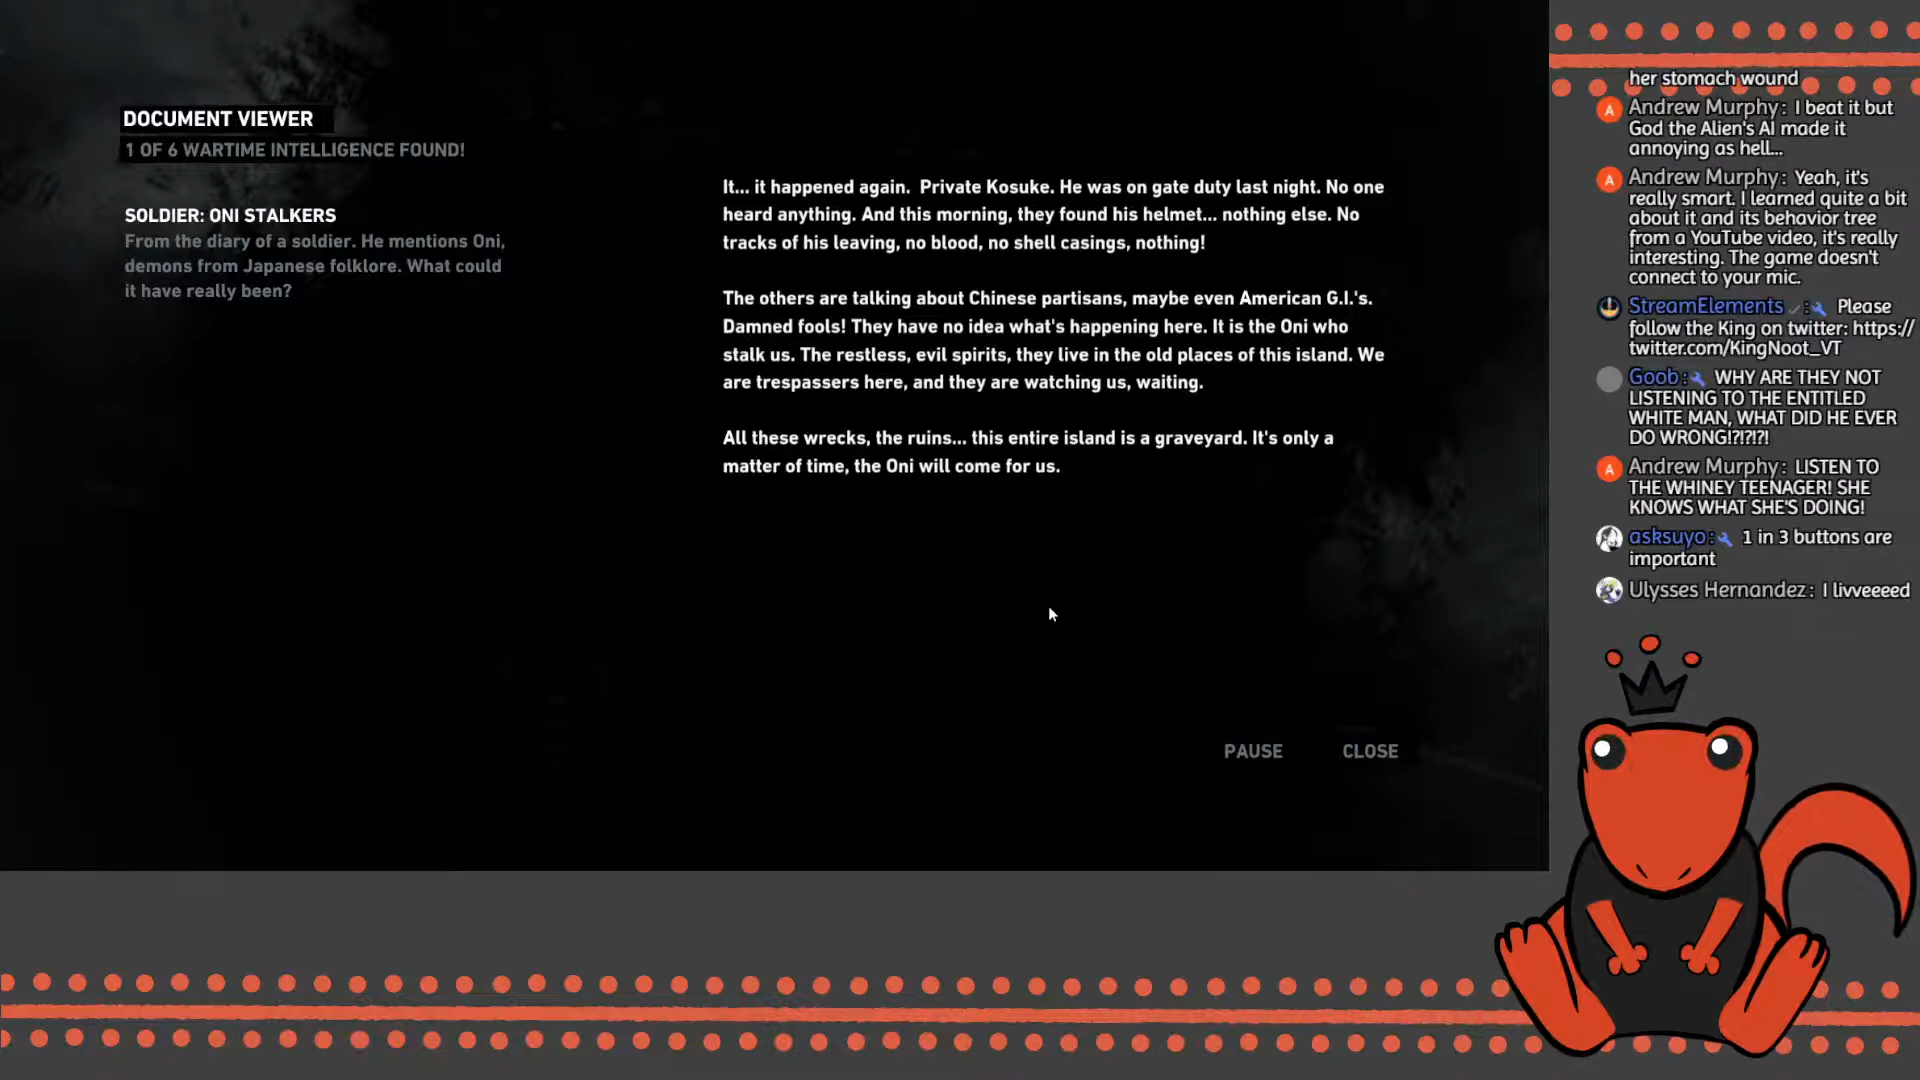 DOCUMENT VIEWER
1 OF 6 WARTIME INTELLIGENCE FOUND!
SOLDIER: ONI STALKERS
From the diary of a soldier. He mentions Oni,
demons from Japanese folklore. What could
it have really been?
It... it happened again.  Private Kosuke. He was on gate duty last night. No one
heard anything. And this morning, they found his helmet... nothing else. No
tracks of his leaving, no blood, no shell casings, nothing!
The others are talking about Chinese partisans, maybe even American G.I.'s.
Damned fools! They have no idea what's happening here. It is the Oni who
stalk us. The restless, evil spirits, they live in the old places of this island. We
are trespassers here, and they are watching us, waiting.
All these wrecks, the ruins... this entire island is a graveyard. It's only a
matter of time, the Oni will come for us.
PAUSE
CLOSE
her stomach wound
A Andrew Murphy: I beat it but
God the Alien's AI made it
annoying as hell...
A Andrew Murphy: Yeah, it's
really smart. I learned quite a bit
about it and its behavior tree
from a YouTube video, it's really
interesting. The game doesn't
connect to your mic.
StreamElements : Please
follow the King on twitter: https://
twitter.com/KingNoot_VT
Goob: WHY ARE THEY NOT
LISTENING TO THE ENTITLED
WHITE MAN, WHAT DID HE EVER
DO WRONG!?!?!?!
A Andrew Murphy: LISTEN TO
THE WHINEY TEENAGER! SHE
KNOWS WHAT SHE'S DOING!
asksuyo: 1 in 3 buttons are
important
Ulysses Hernandez: I livveeeed